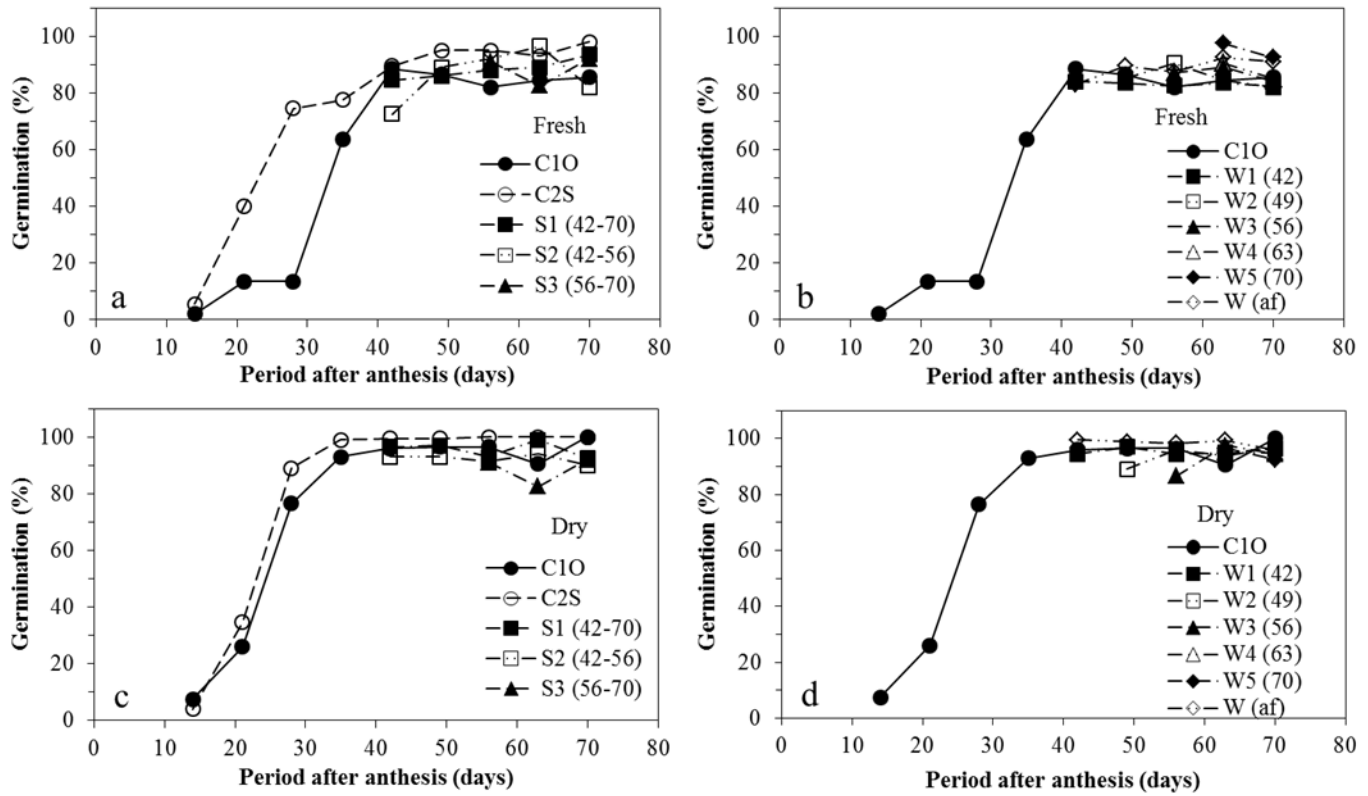 100
80
60
40
20
0
Germination (%)
a
Fresh
C1O
C2S
S1 (42-70)
S2 (42-56)
S3 (56-70)
0 10 20 30 40 50 60 70 80
Period after anthesis (days)
100
80
60
40
20
0
Germination (%)
b
Fresh
C1O
W1 (42)
W2 (49)
W3 (56)
W4 (63)
W5 (70)
W (af)
0 10 20 30 40 50 60 70 80
Period after anthesis (days)
100
80
60
40
20
0
Germination (%)
c
Dry
C1O
C2S
S1 (42-70)
S2 (42-56)
S3 (56-70)
0 10 20 30 40 50 60 70 80
Period after anthesis (days)
100
80
60
40
20
0
Germination (%)
d
Dry
C1O
W1 (42)
W2 (49)
W3 (56)
W4 (63)
W5 (70)
W (af)
0 10 20 30 40 50 60 70 80
Period after anthesis (days)